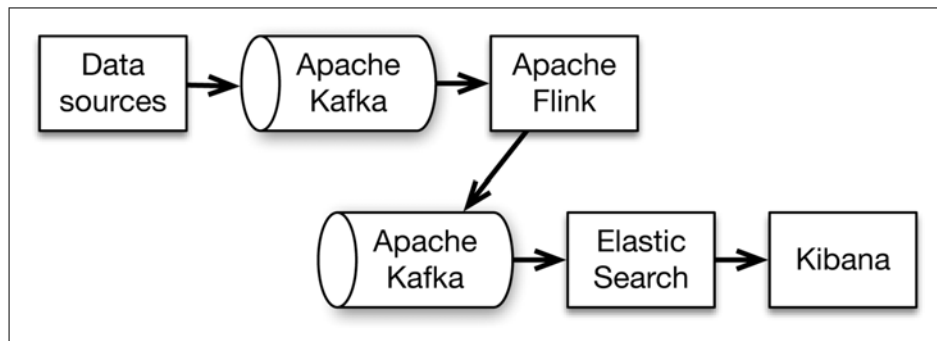 Data
sources
Apache
Kafka
Apache
Flink
Apache
Kafka
Elastic
Search
Kibana